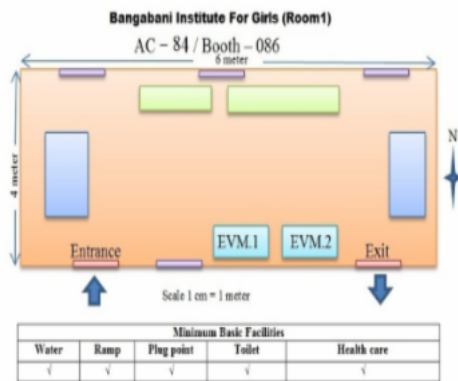 Bangabani Institute For Girls (Room1)
AC – 84 / Booth – 086
6 meter
4 meter
N
EVM.1 EVM.2
Entrance Exit
Scale 1 cm = 1 meter
Minimum Basic Facilities
Water Ramp Plug point Toilet Health care
√ √ √ √ √